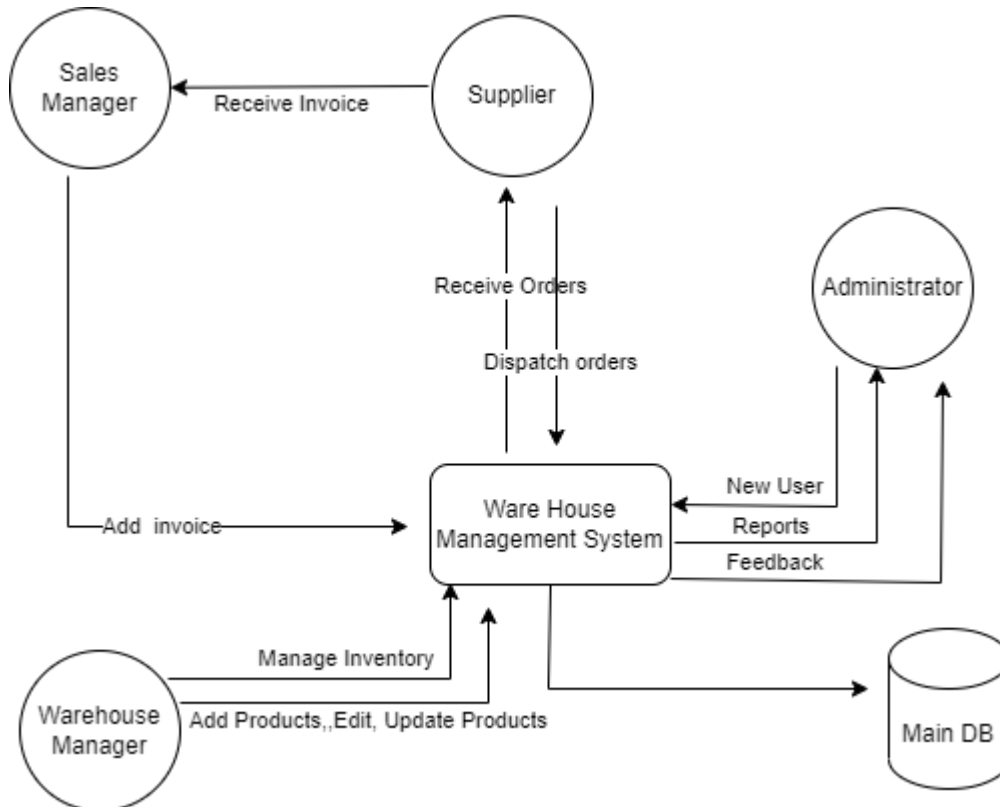 Sales
Manager
Receive Invoice
Supplier
Administrator
Receive Orders
Dispatch orders
New User
Ware House
Management System
Reports
Add invoice
Feedback
Manage Inventory
Add Products,,Edit, Update Products
Warehouse
Manager
Main DB